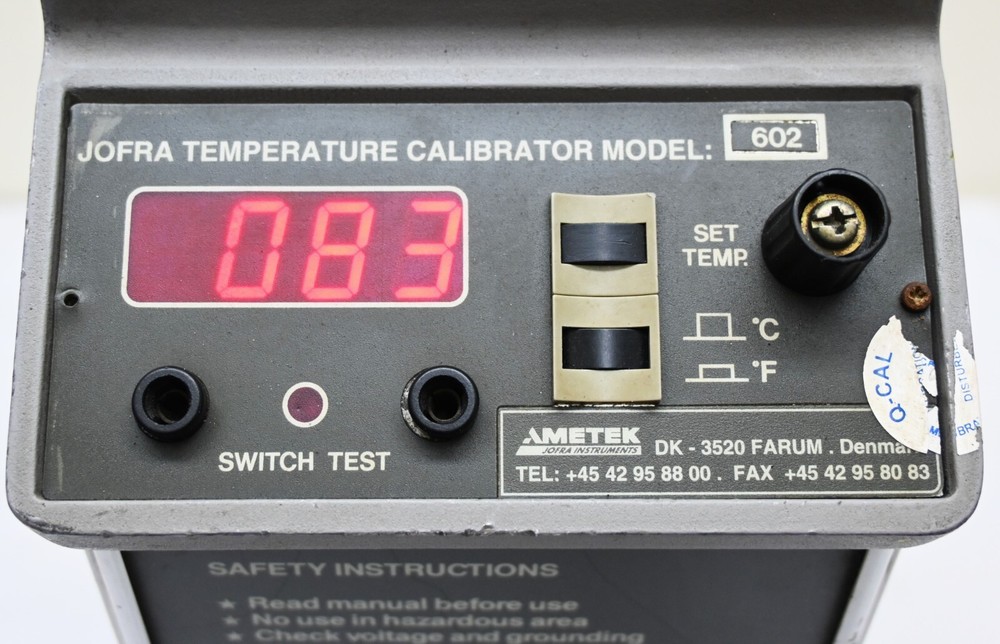 JOFRA TEMPERATURE CALIBRATOR MODEL: 602
083
SET
TEMP.
°C
°F
Q-CAL
SWITCH TEST
AMETEK
JOFRA INSTRUMENTS
DK - 3520 FARUM . Denmar
TEL: +45 42 95 88 00 . FAX +45 42 95 80 83
SAFETY INSTRUCTIONS
★ Read manual before use
★ No use in hazardous area
★ Check voltage and grounding